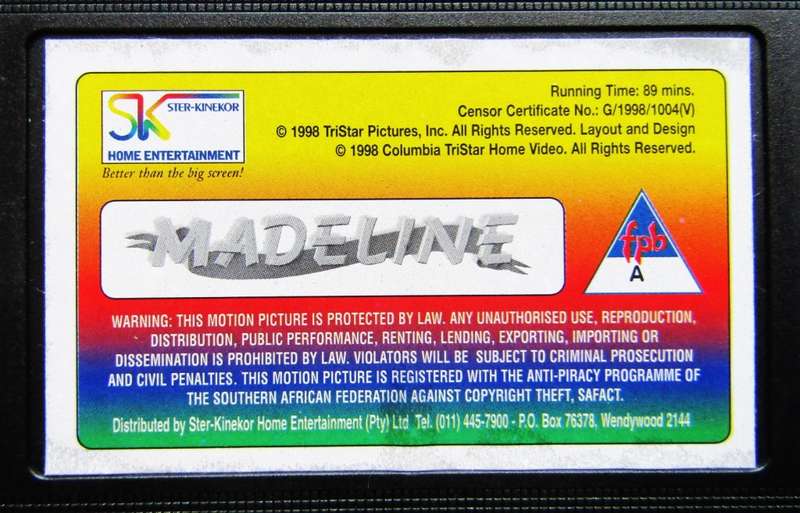 SK STER-KINEKOR
HOME ENTERTAINMENT
Better than the big screen!
Running Time: 89 mins.
Censor Certificate No.: G/1998/1004(V)
© 1998 TriStar Pictures, Inc. All Rights Reserved. Layout and Design
© 1998 Columbia TriStar Home Video. All Rights Reserved.
MADELINE
fpb
A
WARNING: THIS MOTION PICTURE IS PROTECTED BY LAW. ANY UNAUTHORISED USE, REPRODUCTION,
DISTRIBUTION, PUBLIC PERFORMANCE, RENTING, LENDING, EXPORTING, IMPORTING OR
DISSEMINATION IS PROHIBITED BY LAW. VIOLATORS WILL BE SUBJECT TO CRIMINAL PROSECUTION
AND CIVIL PENALTIES. THIS MOTION PICTURE IS REGISTERED WITH THE ANTI-PIRACY PROGRAMME OF
THE SOUTHERN AFRICAN FEDERATION AGAINST COPYRIGHT THEFT, SAFACT.
Distributed by Ster-Kinekor Home Entertainment (Pty) Ltd Tel. (011) 445-7900 - P.O. Box 76378, Wendywood 2144